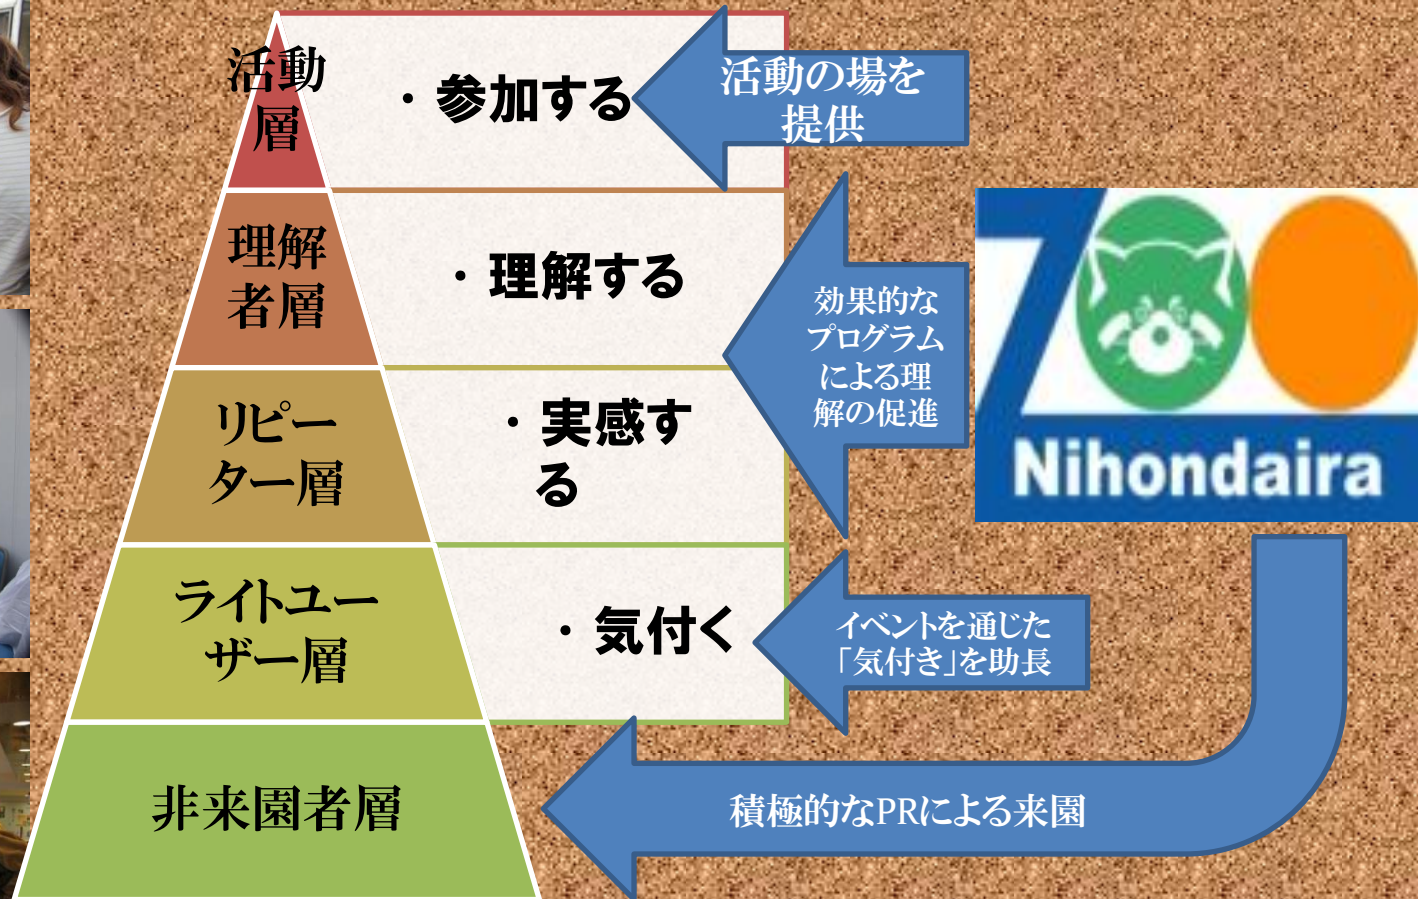 活動
層
・参加する
活動の場を
提供
理解
者層
・理解する
効果的な
プログラム
による理
解の促進
リピー
ター層
・実感す
る
ZOO
Nihondaira
ライトユー
ザー層
・気付く
イベントを通じた
「気付き」を助長
非来園者層
積極的なPRによる来園